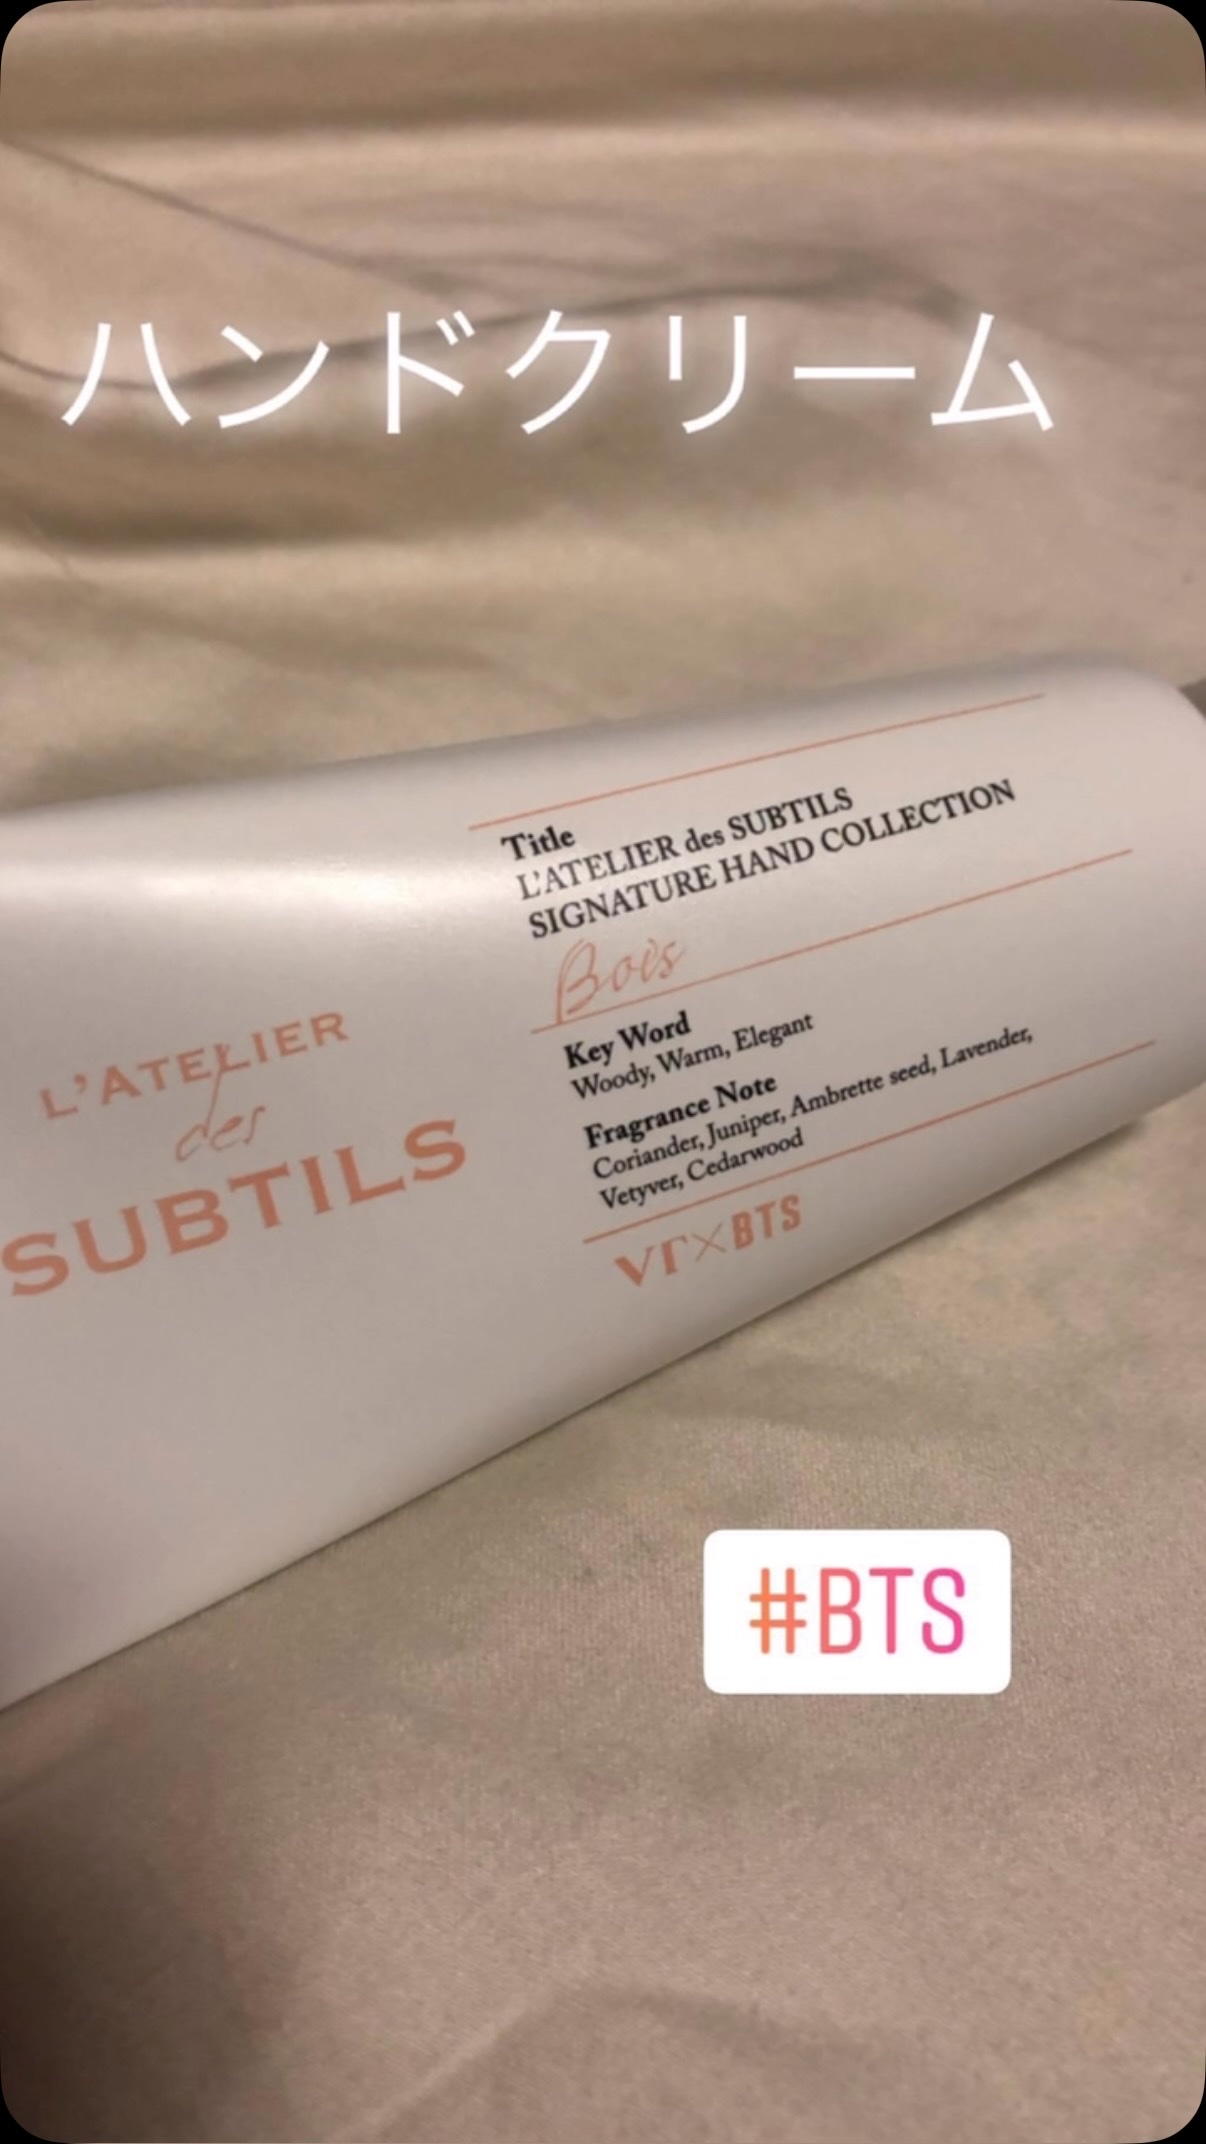 ハンドクリーム
Title
L'ATELIER des SUBTILS
SIGNATURE HAND COLLECTION
Bois
Key Word
Woody, Warm, Elegant
Fragrance Note
Coriander, Juniper, Ambrette seed, Lavender,
Vetyver, Cedarwood
VT×BTS
L'ATELIER
des
SUBTILS
#BTS